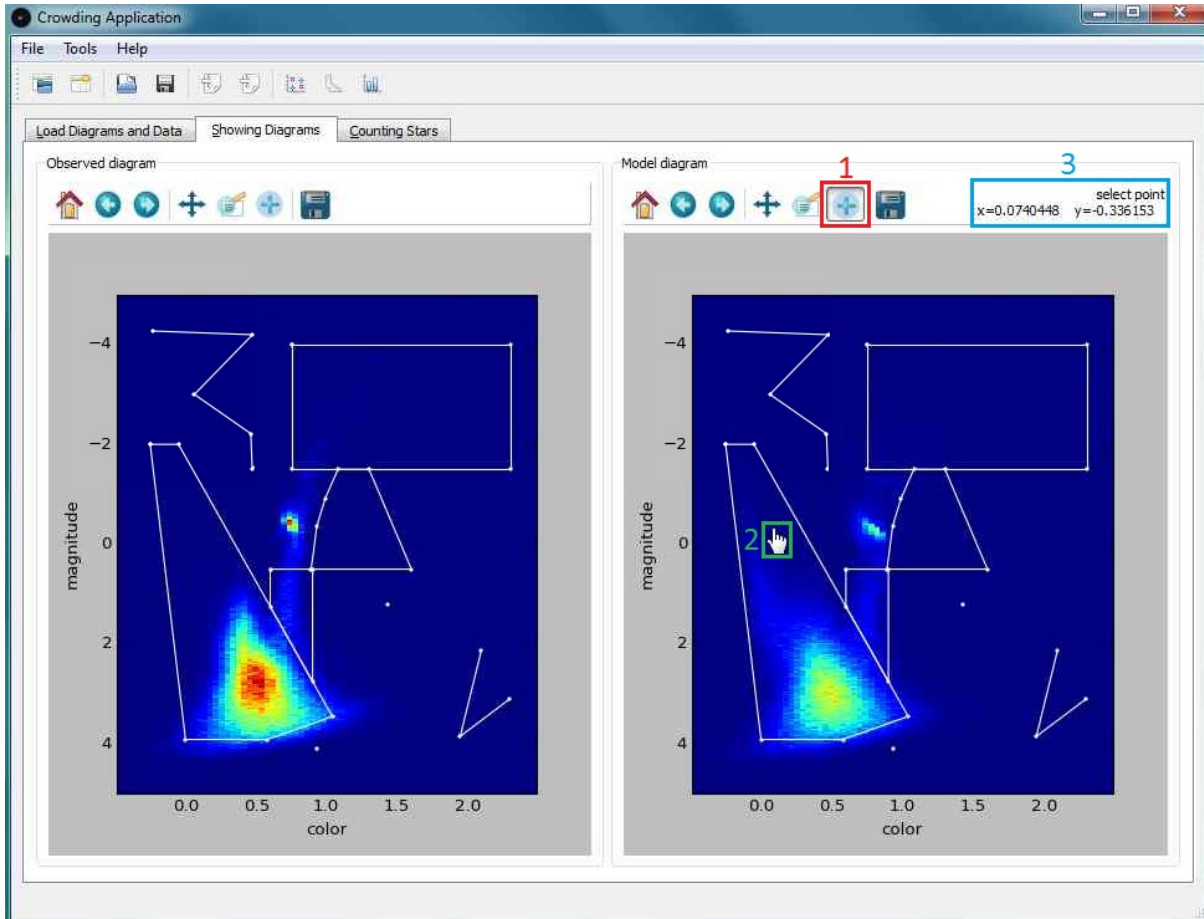 Crowding Application
File Tools Help
Load Diagrams and Data Showing Diagrams Counting Stars
Observed diagram
Model diagram
1
3
select point
x=0.0740448 y=-0.336153
−4
−2
0
2
4
magnitude
0.0 0.5 1.0 1.5 2.0
color
−4
−2
0
2
4
magnitude
2
0.0 0.5 1.0 1.5 2.0
color